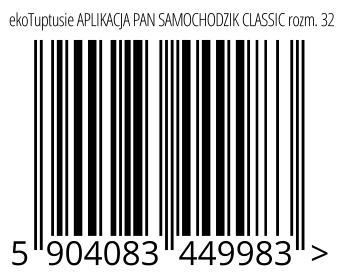 ekoTuptusie APLIKACJA PAN SAMOCHODZIK CLASSIC rozm. 32
5 904083 449983 >